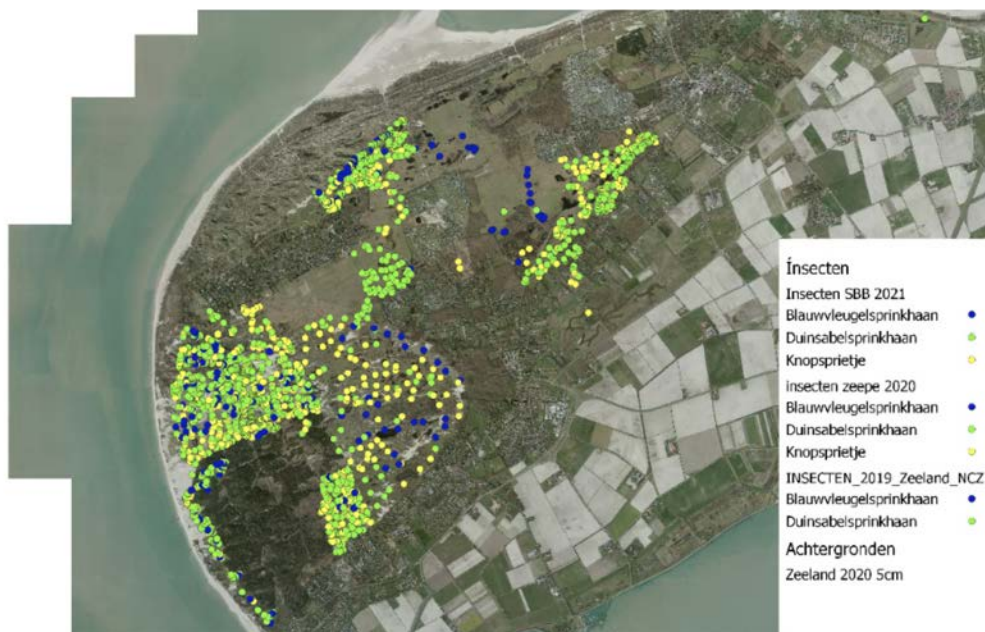 Ínsecten
Insecten SBB 2021
Blauwvleugelsprinkhaan
Duinsabelsprinkhaan
Knopsprietje
insecten zeepe 2020
Blauwvleugelsprinkhaan
Duinsabelsprinkhaan
Knopsprietje
INSECTEN_2019_Zeeland_NCZ
Blauwvleugelsprinkhaan
Duinsabelsprinkhaan
Achtergronden
Zeeland 2020 5cm